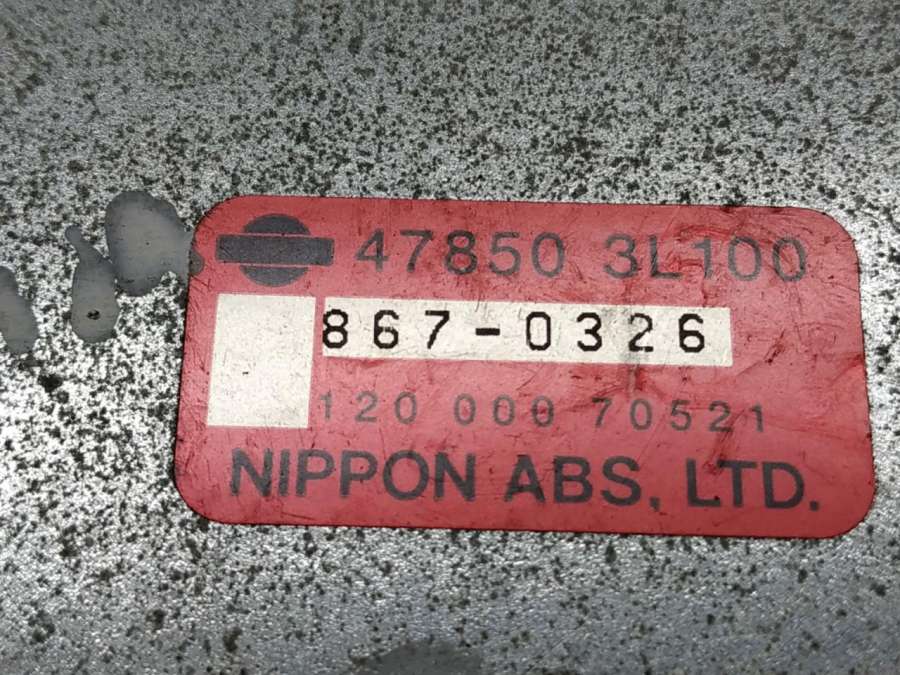 47850 3L100
867-0326
120 000 70521
NIPPON ABS, LTD.